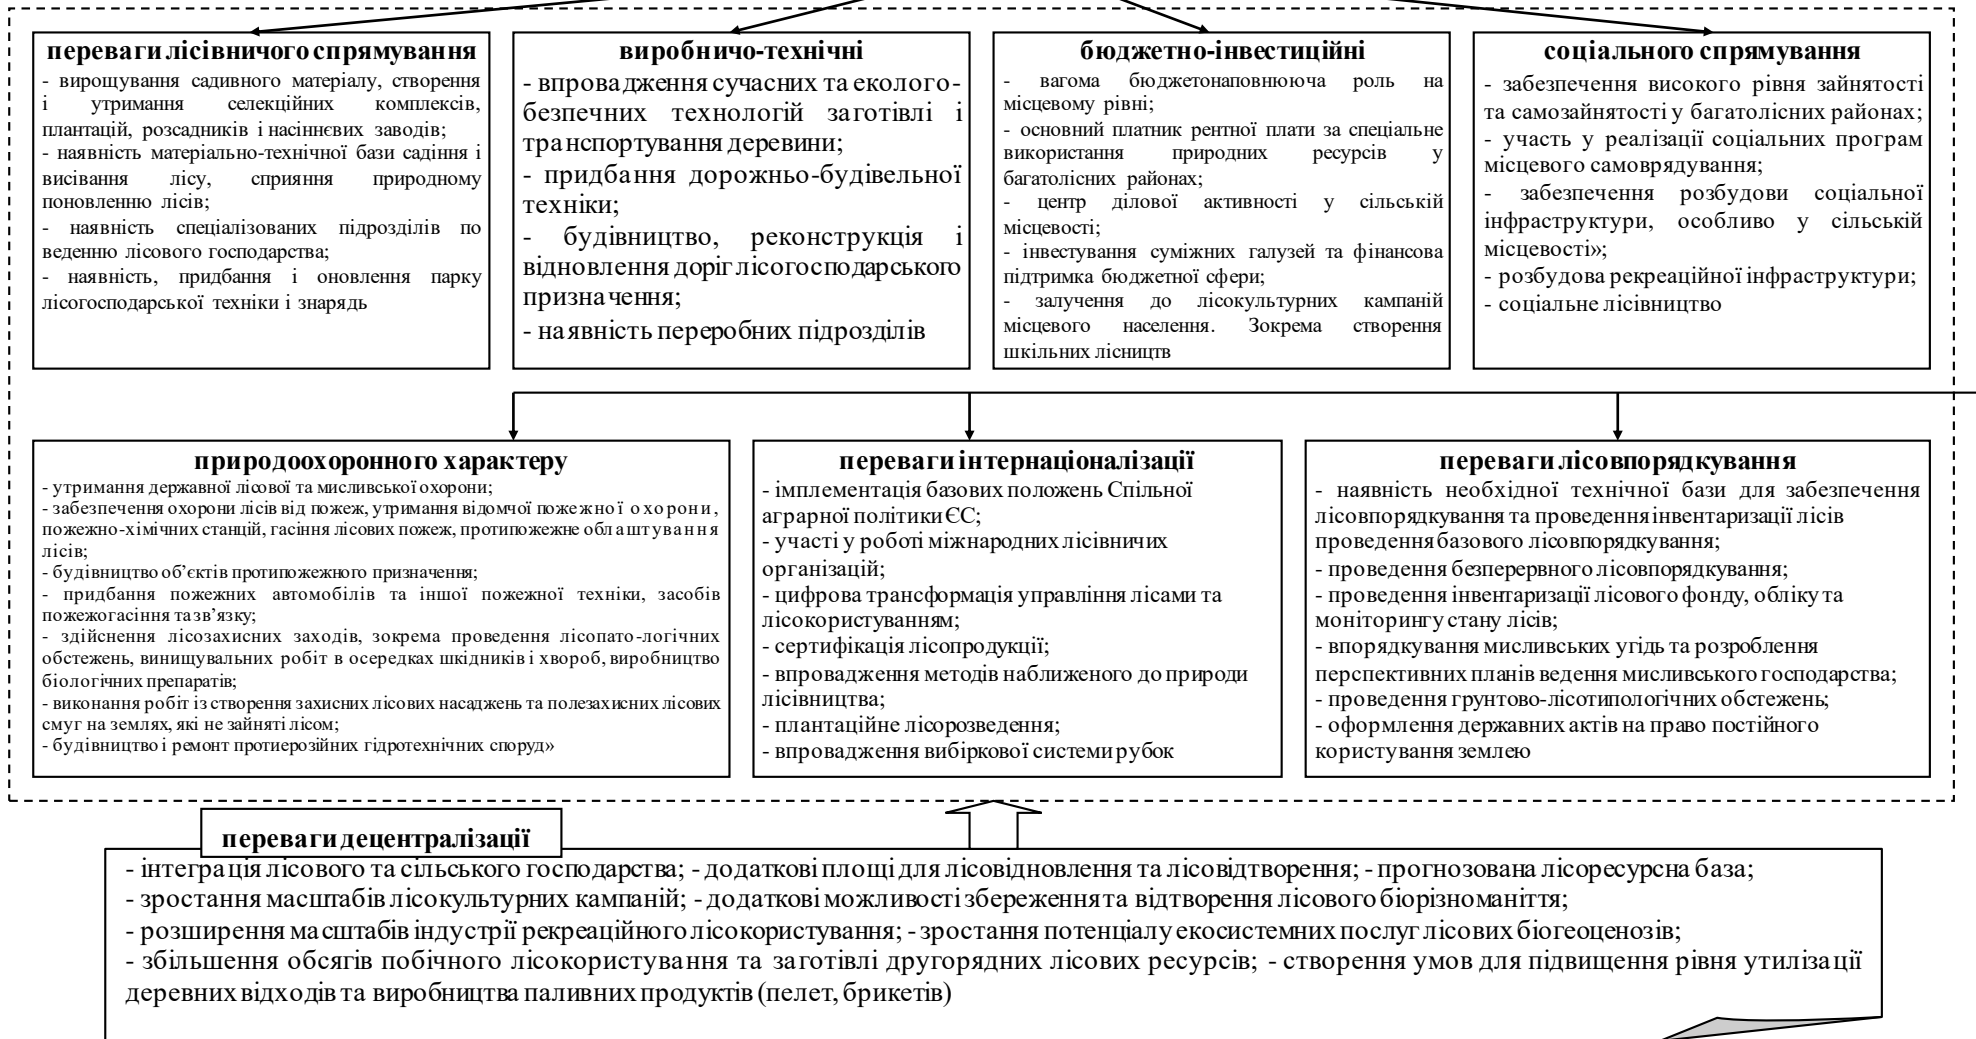 переваги лісівничого спрямування
- вирощування садивного матеріалу, створення
і утримання селекційних комплексів,
плантацій, розсадників і насіннєвих заводів;
- наявність матеріально-технічної бази садіння і
висівання лісу, сприяння природному
поновленню лісів;
- наявність спеціалізованих підрозділів по
веденню лісового господарства;
- наявність, придбання і оновлення парку
лісогосподарської техніки і знарядь
виробничо-технічні
- впровадження сучасних та еколого-
безпечних технологій заготівлі і
транспортування деревини;
- придбання дорожньо-будівельної
техніки;
- будівництво, реконструкція і
відновлення доріг лісогосподарського
призначення;
- наявність переробних підрозділів
бюджетно-інвестиційні
- вагома бюджетонаповнююча роль на
місцевому рівні;
- основний платник рентної плати за спеціальне
використання природних ресурсів у
багатолісних районах;
- центр ділової активності у сільській
місцевості;
- інвестування суміжних галузей та фінансова
підтримка бюджетної сфери;
- залучення до лісокультурних кампаній
місцевого населення. Зокрема створення
шкільних лісництв
соціального спрямування
- забезпечення високого рівня зайнятості
та самозайнятості у багатолісних районах;
- участь у реалізації соціальних програм
місцевого самоврядування;
- забезпечення розбудови соціальної
інфраструктури, особливо у сільській
місцевості»;
- розбудова рекреаційної інфраструктури;
- соціальне лісівництво
природоохоронного характеру
- утримання державної лісової та мисливської охорони;
- забезпечення охорони лісів від пожеж, утримання відомчої пожежної охорони,
пожежно-хімічних станцій, гасіння лісових пожеж, протипожежне облаштування
лісів;
- будівництво об’єктів протипожежного призначення;
- придбання пожежних автомобілів та іншої пожежної техніки, засобів
пожежогасіння та зв’язку;
- здійснення лісозахисних заходів, зокрема проведення лісопато-логічних
обстежень, винищувальних робіт в осередках шкідників і хвороб, виробництво
біологічних препаратів;
- виконання робіт із створення захисних лісових насаджень та полезахисних лісових
смуг на землях, які не зайняті лісом;
- будівництво і ремонт протиерозійних гідротехнічних споруд»
переваги інтернаціоналізації
- імплементація базових положень Спільної
аграрної політики ЄС;
- участі у роботі міжнародних лісівничих
організацій;
- цифрова трансформація управління лісами та
лісокористуванням;
- сертифікація лісопродукції;
- впровадження методів наближеного до природи
лісівництва;
- плантаційне лісорозведення;
- впровадження вибіркової системи рубок
переваги лісовпорядкування
- наявність необхідної технічної бази для забезпечення
лісовпорядкування та проведення інвентаризації лісів
проведення базового лісовпорядкування;
- проведення безперервного лісовпорядкування;
- проведення інвентаризації лісового фонду, обліку та
моніторингу стану лісів;
- впорядкування мисливських угідь та розроблення
перспективних планів ведення мисливського господарства;
- проведення грунтово-лісотипологічних обстежень;
- оформлення державних актів на право постійного
користування землею
переваги децентралізації
- інтеграція лісового та сільського господарства; - додаткові площі для лісовідновлення та лісовідтворення; - прогнозована лісоресурсна база;
- зростання масштабів лісокультурних кампаній; - додаткові можливості збереження та відтворення лісового біорізноманіття;
- розширення масштабів індустрії рекреаційного лісокористування; - зростання потенціалу екосистемних послуг лісових біогеоценозів;
- збільшення обсягів побічного лісокористування та заготівлі другорядних лісових ресурсів; - створення умов для підвищення рівня утилізації
деревних відходів та виробництва паливних продуктів (пелет, брикетів)